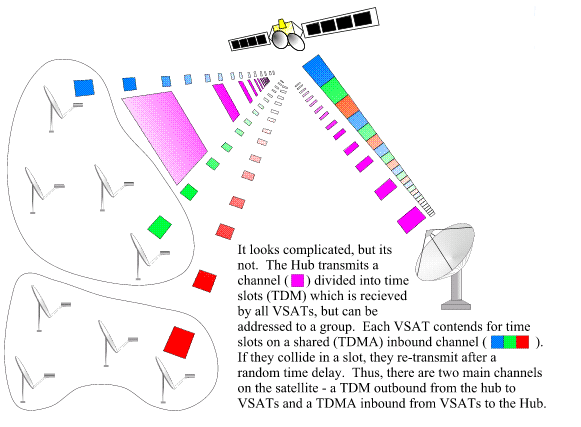 It looks complicated, but its
not.  The Hub transmits a
channel ( ) divided into time
slots (TDM) which is recieved
by all VSATs, but can be
addressed to a group.  Each VSAT contends for time
slots on a shared (TDMA) inbound channel ( ).
If they collide in a slot, they re-transmit after a
random time delay.  Thus, there are two main channels
on the satellite - a TDM outbound from the hub to
VSATs and a TDMA inbound from VSATs to the Hub.